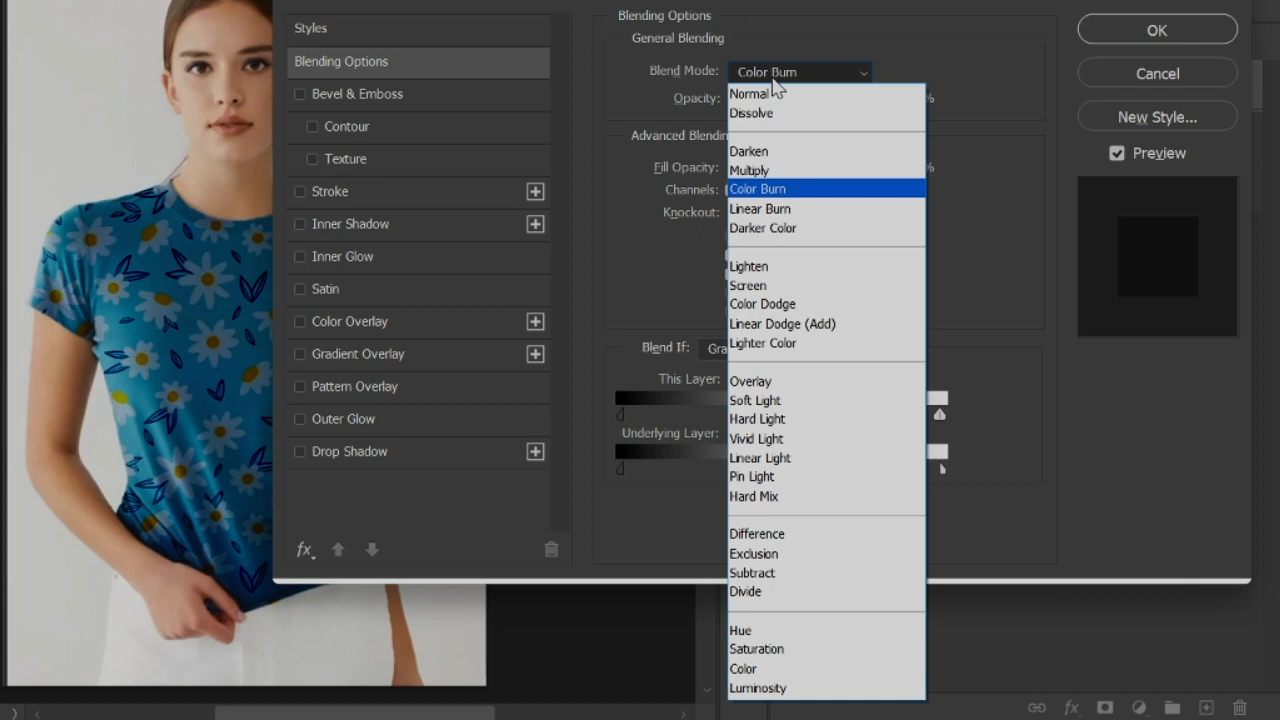 Blending Options
General Blending
Styles
OK
Blending Options
Blend Mode:
Color Burn
Cancel
Opacity:
%
Bevel & Emboss
New Style...
Contour
Advanced
Preview
Texture
Fill Opacity:
%
Stroke
Channels:
Knockout:
Inner Shadow
Inner Glow
Satin
Color Overlay
Gradient Overlay
Blend If:
Pattern Overlay
This Layer:
Outer Glow
Underlying Layer:
Drop Shadow
fx
Normal
Dissolve
Darken
Multiply
Color Burn
Linear Burn
Darker Color
Lighten
Screen
Color Dodge
Linear Dodge (Add)
Lighter Color
Overlay
Soft Light
Hard Light
Vivid Light
Linear Light
Pin Light
Hard Mix
Difference
Exclusion
Subtract
Divide
Hue
Saturation
Color
Luminosity
fx